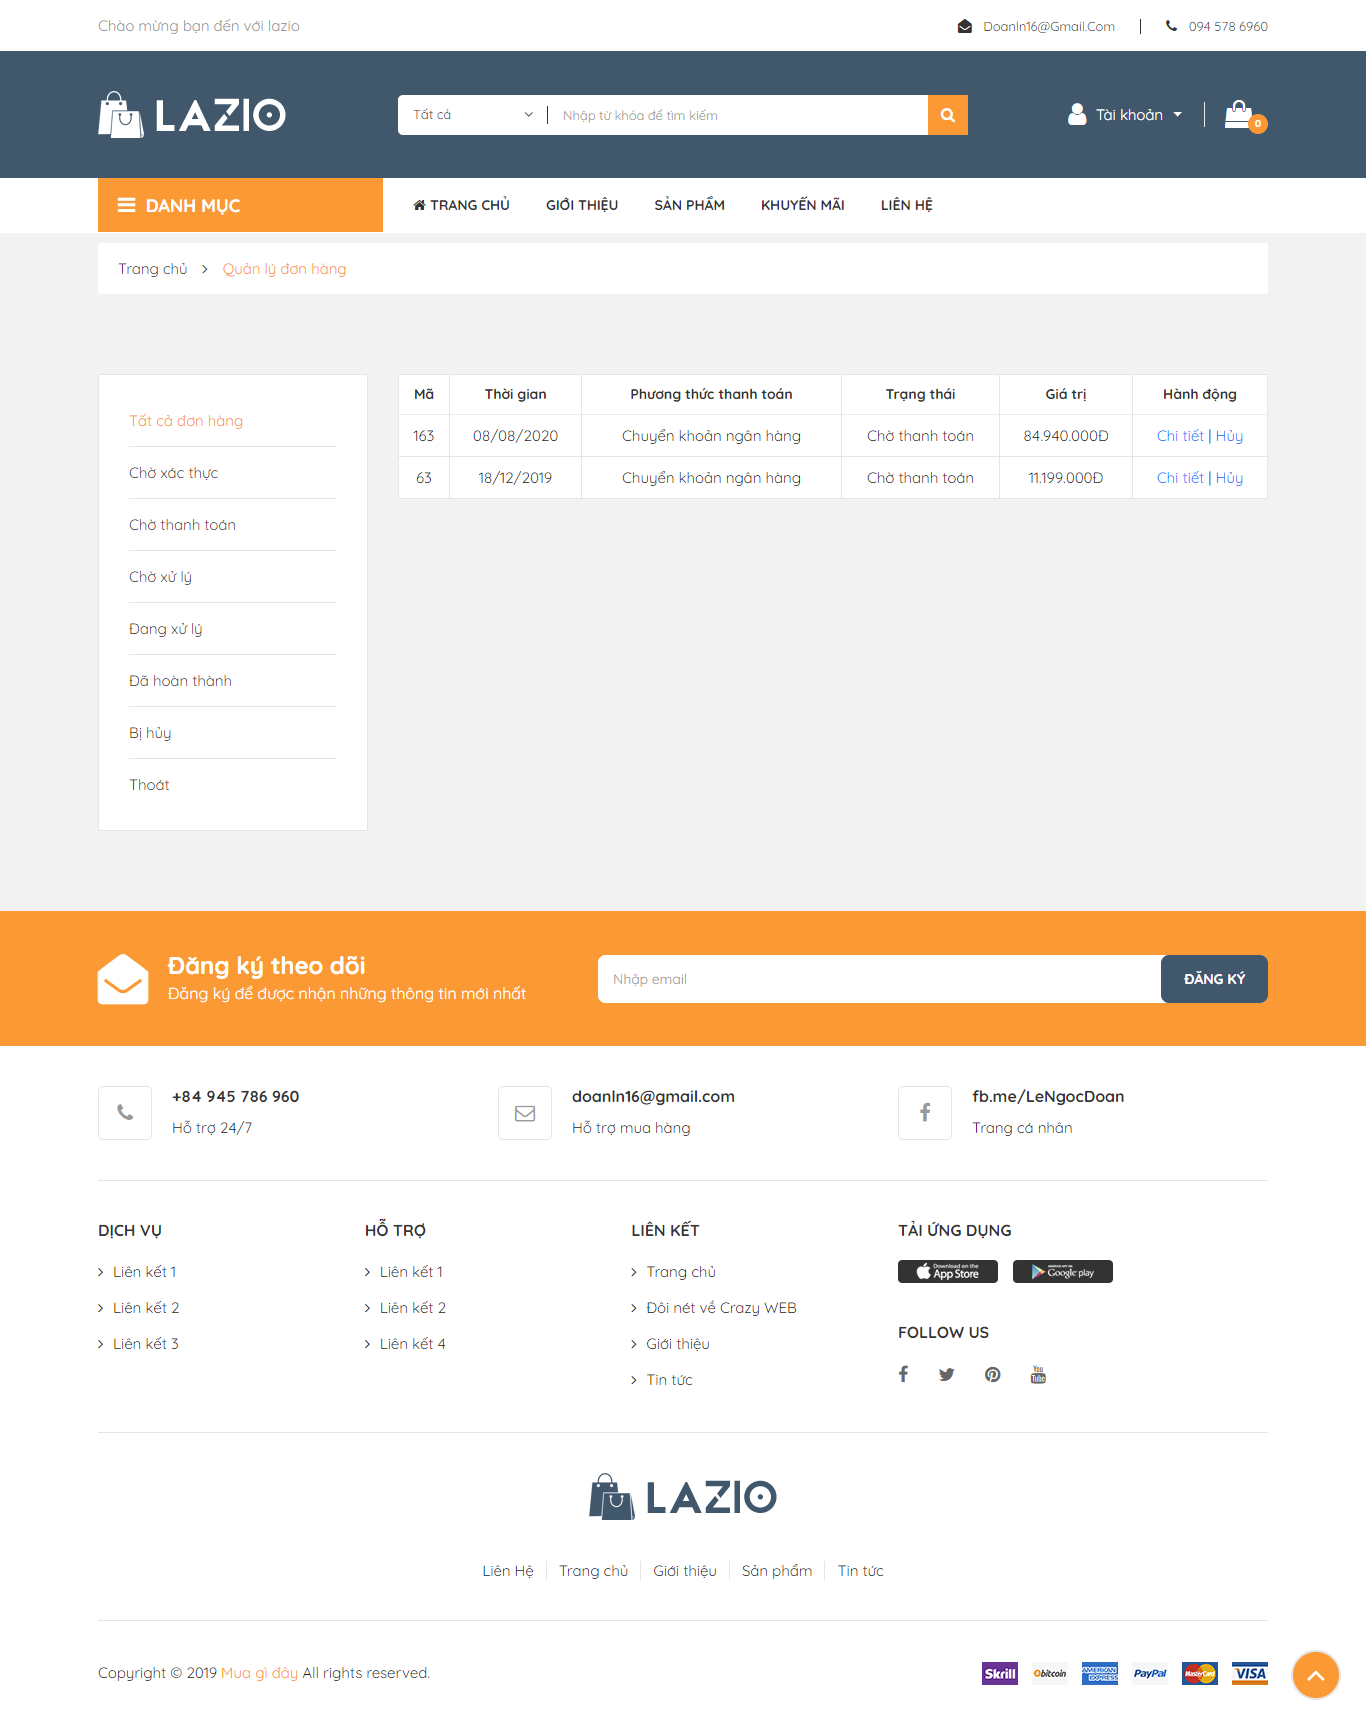 Chào mừng bạn đến với lazio
Doanln16@Gmail.Com
094 578 6960
LAZIO
Tất cả
Nhập từ khóa để tìm kiếm
Tài khoản
0
DANH MỤC
TRANG CHỦ
GIỚI THIỆU
SẢN PHẨM
KHUYẾN MÃI
LIÊN HỆ
Trang chủ > Quản lý đơn hàng
Tất cả đơn hàng
Chờ xác thực
Chờ thanh toán
Chờ xử lý
Đang xử lý
Đã hoàn thành
Bị hủy
Thoát
Mã Thời gian Phương thức thanh toán Trạng thái Giá trị Hành động
163 08/08/2020 Chuyển khoản ngân hàng Chờ thanh toán 84.940.000Đ Chi tiết | Hủy
63 18/12/2019 Chuyển khoản ngân hàng Chờ thanh toán 11.199.000Đ Chi tiết | Hủy
Đăng ký theo dõi
Đăng ký để được nhận những thông tin mới nhất
Nhập email
ĐĂNG KÝ
+84 945 786 960
Hỗ trợ 24/7
doanln16@gmail.com
Hỗ trợ mua hàng
fb.me/LeNgocDoan
Trang cá nhân
DỊCH VỤ
Liên kết 1
Liên kết 2
Liên kết 3
HỖ TRỢ
Liên kết 1
Liên kết 2
Liên kết 4
LIÊN KẾT
Trang chủ
Đôi nét về Crazy WEB
Giới thiệu
Tin tức
TẢI ỨNG DỤNG
Download on the
App Store
ANDROID APP ON
Google play
FOLLOW US
You
Tube
LAZIO
Liên Hệ
Trang chủ
Giới thiệu
Sản phẩm
Tin tức
Copyright © 2019 Mua gì đây All rights reserved.
Skrill
bitcoin
AMERICAN EXPRESS
PayPal
MasterCard
VISA